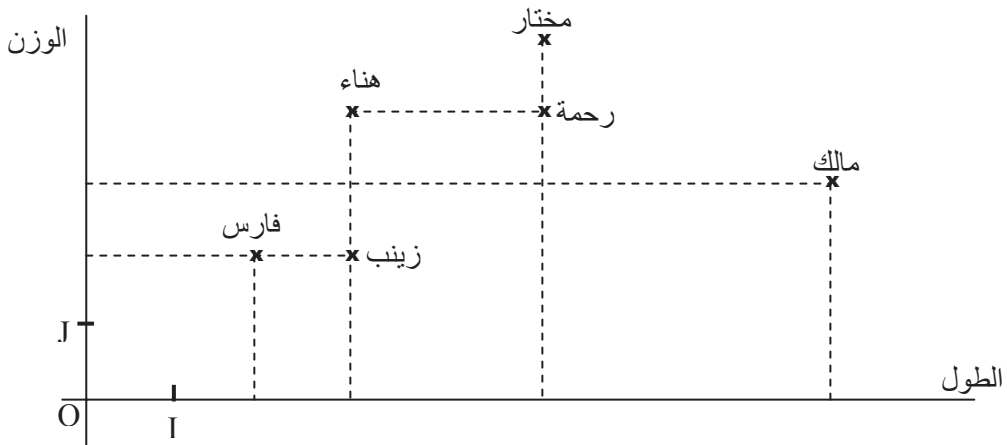 مختار
الوزن
هناء
رحمة
مالك
فارس
زينب
J
الطول
O
I